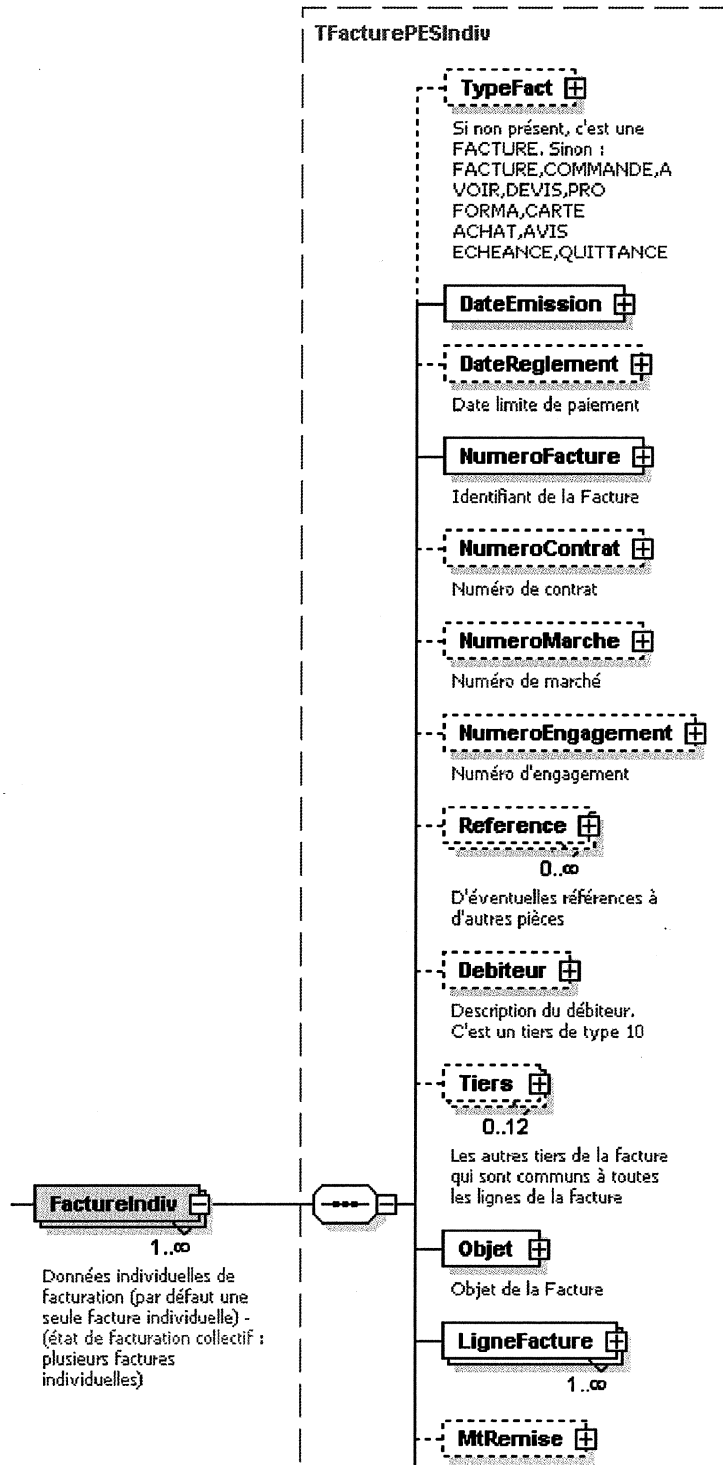 TFacturePESIndiv
TypeFact
Si non présent, c'est une
FACTURE. Sinon :
FACTURE,COMMANDE,A
VOIR,DEVIS,PRO
FORMA,CARTE
ACHAT,AVIS
ECHEANCE,QUITTANCE
DateEmission
DateReglement
Date limite de paiement
NumeroFacture
Identifiant de la Facture
NumeroContrat
Numéro de contrat
NumeroMarche
Numéro de marché
NumeroEngagement
Numéro d'engagement
Reference
0..∞
D'éventuelles références à
d'autres pièces
Debiteur
Description du débiteur.
C'est un tiers de type 10
Tiers
0..12
Les autres tiers de la facture
qui sont communs à toutes
les lignes de la facture
FactureIndiv
1..∞
Données individuelles de
facturation (par défaut une
seule facture individuelle) -
(état de facturation collectif :
plusieurs factures
individuelles)
Objet
Objet de la Facture
LigneFacture
1..∞
MtRemise